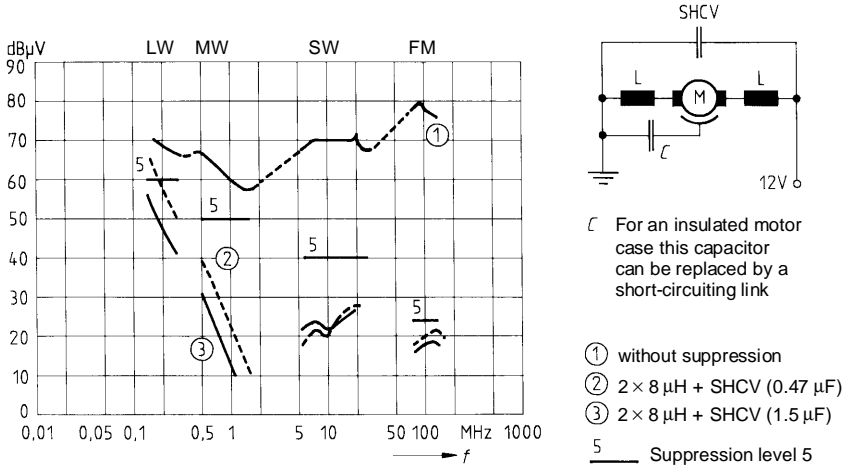 dBµV
LW MW SW FM
90
80
70
60
50
40
30
20
10
0
1
5
5
2
5
5
3
0,01 0,05 0,1 0,5 1 5 10 50 100 MHz 1000
f
SHCV
L M L
C
12V
C For an insulated motor
case this capacitor
can be replaced by a
short-circuiting link
1 without suppression
2 2 × 8 µH + SHCV (0.47 µF)
3 2 × 8 µH + SHCV (1.5 µF)
5 Suppression level 5